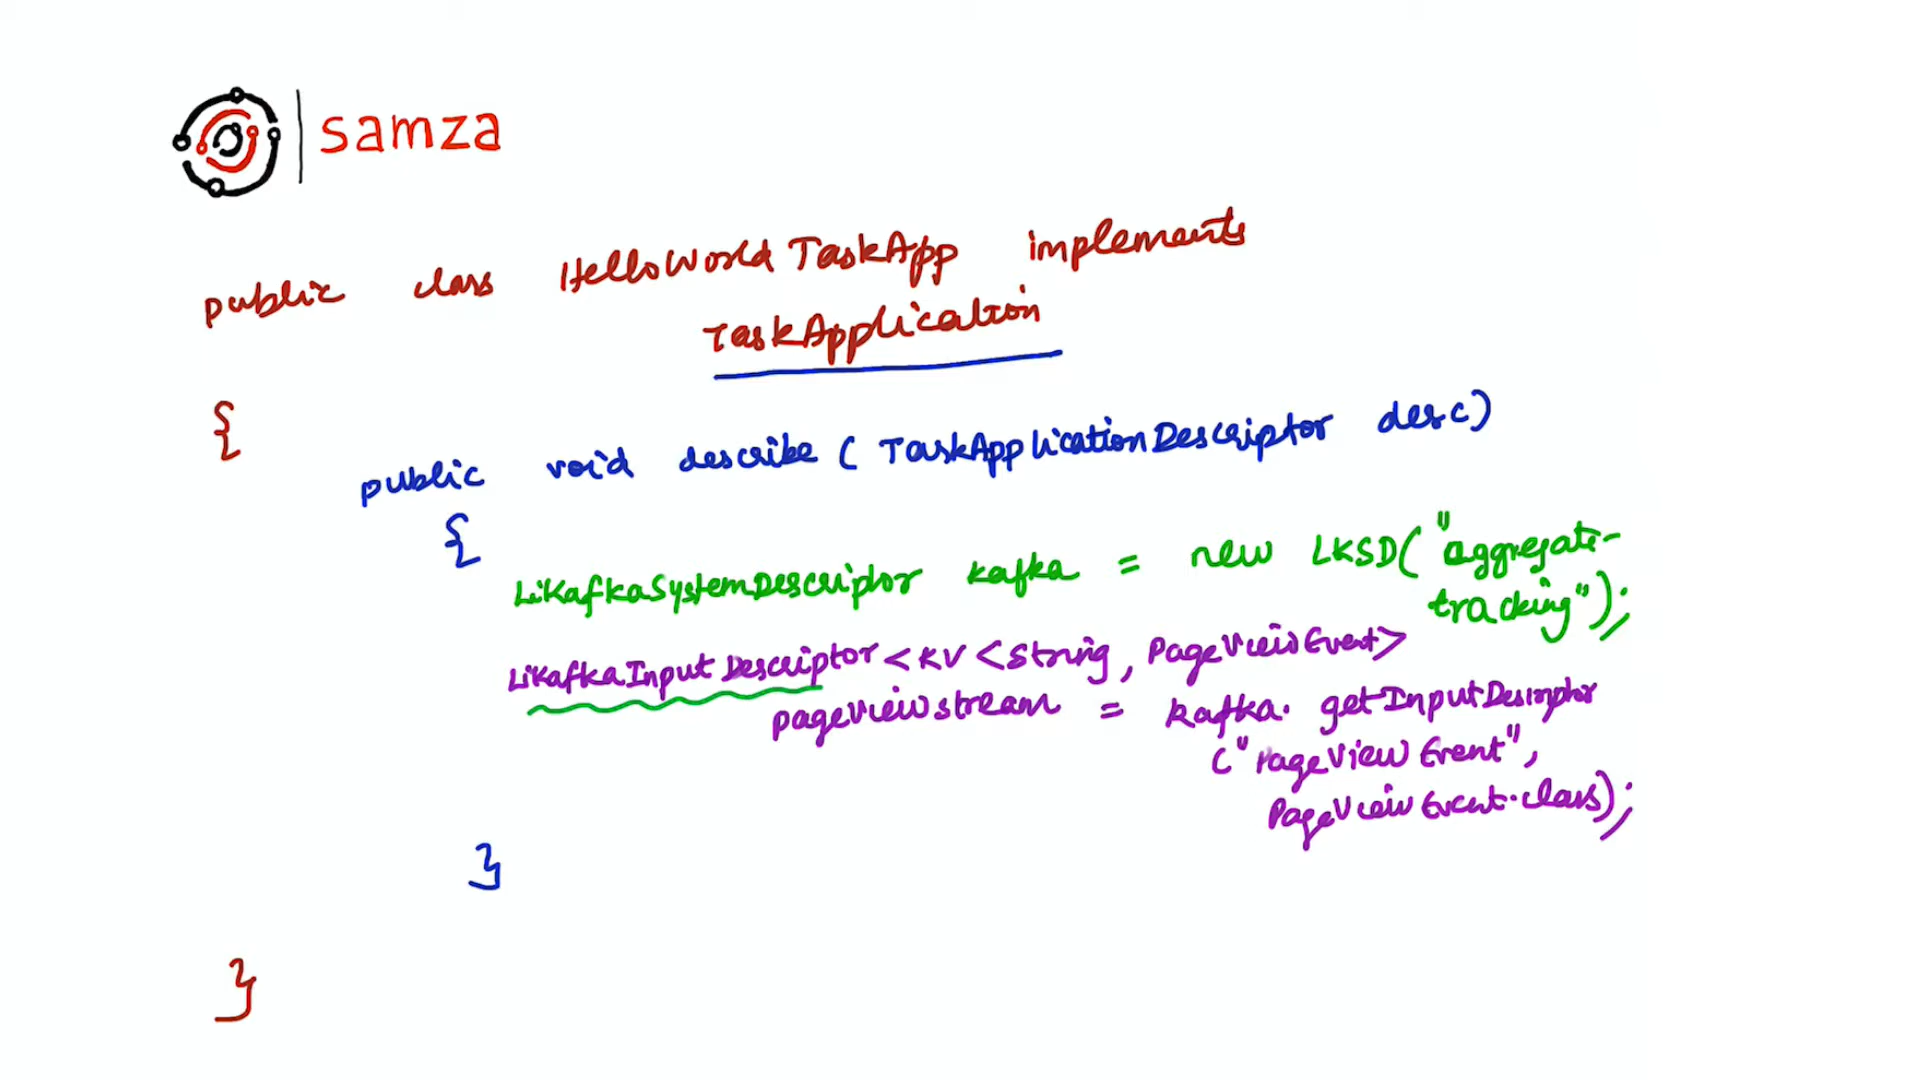 samza
public class HelloWorldTaskApp implements
TaskApplication
{
public void describe ( TaskApplicationDescriptor desc)
{
LiKafkaSystemDescriptor kafka = new LKSD( "aggregate-
tracking");
LiKafkaInputDescriptor <KV <String, PageViewEvent>
pageviewstream = kafka. getInputDescriptor
("PageViewEvent",
PageViewEvent.class);
}
}